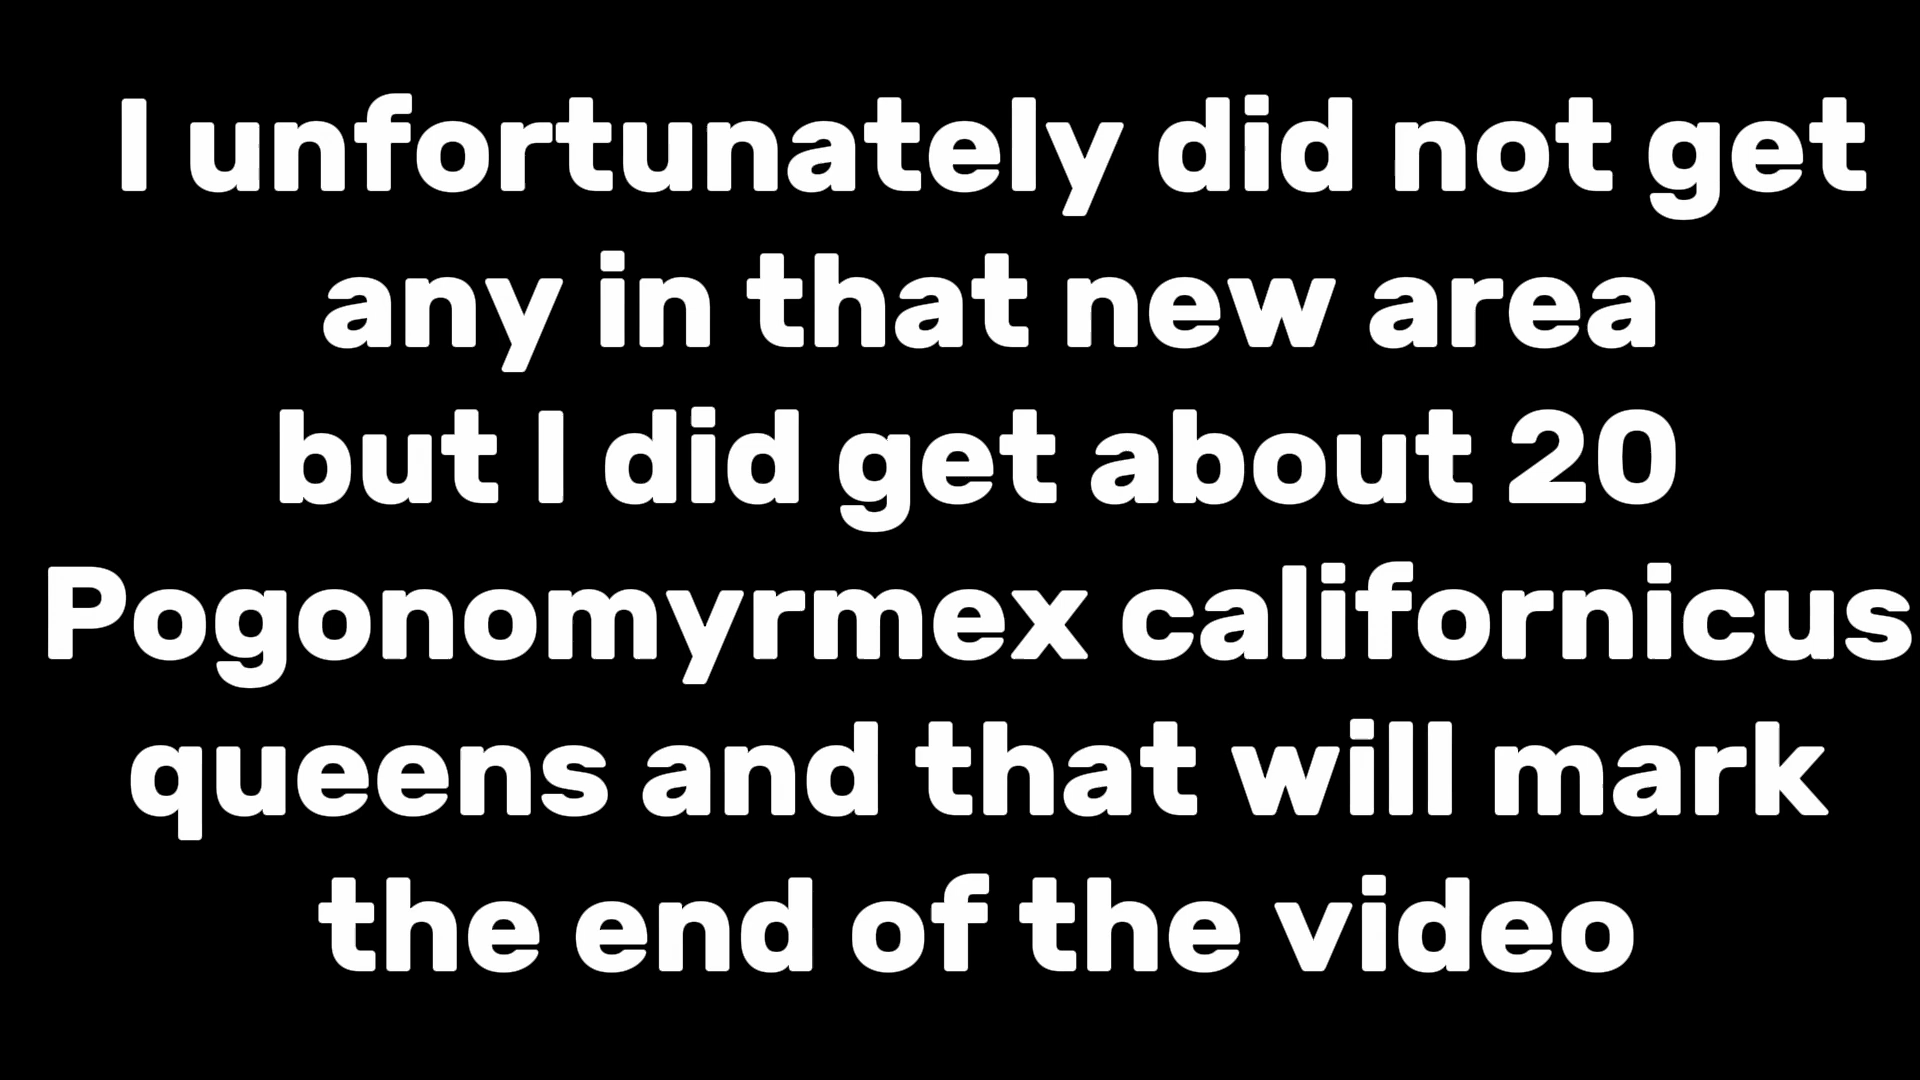 I unfortunately did not get
any in that new area
but I did get about 20
Pogonomyrmex californicus
queens and that will mark
the end of the video